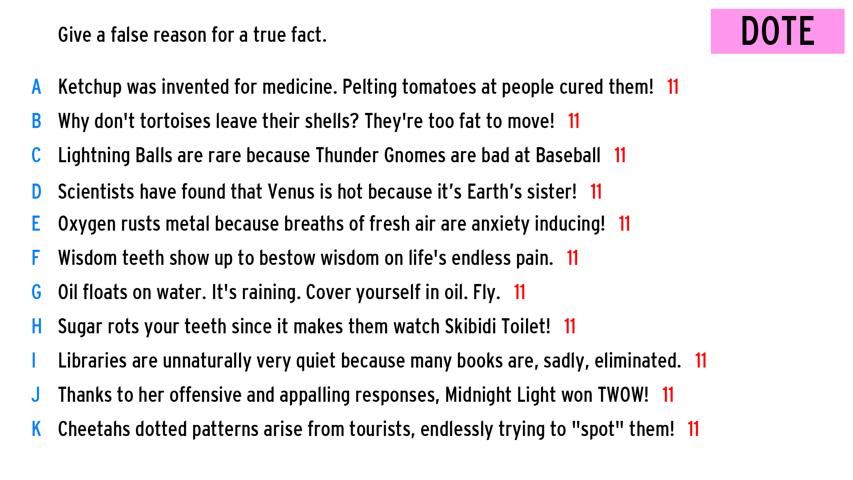 Give a false reason for a true fact.
DOTE
A Ketchup was invented for medicine. Pelting tomatoes at people cured them! 11
B Why don't tortoises leave their shells? They're too fat to move! 11
C Lightning Balls are rare because Thunder Gnomes are bad at Baseball 11
D Scientists have found that Venus is hot because it’s Earth’s sister! 11
E Oxygen rusts metal because breaths of fresh air are anxiety inducing! 11
F Wisdom teeth show up to bestow wisdom on life's endless pain. 11
G Oil floats on water. It's raining. Cover yourself in oil. Fly. 11
H Sugar rots your teeth since it makes them watch Skibidi Toilet! 11
I Libraries are unnaturally very quiet because many books are, sadly, eliminated. 11
J Thanks to her offensive and appalling responses, Midnight Light won TWOW! 11
K Cheetahs dotted patterns arise from tourists, endlessly trying to "spot" them! 11